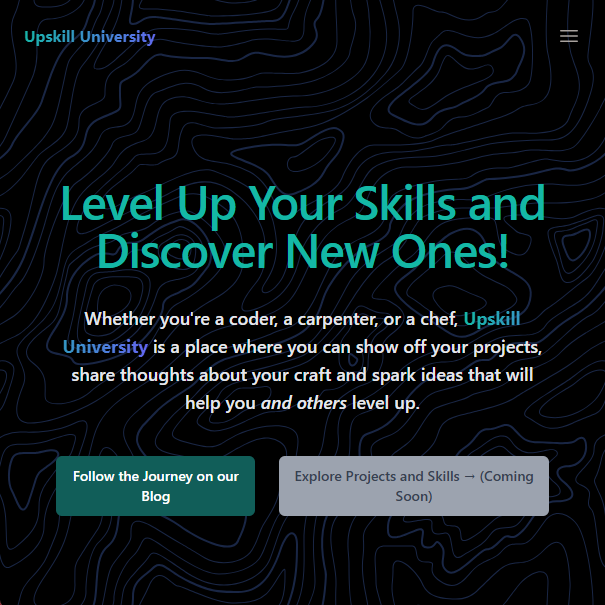 Upskill University
Level Up Your Skills and
Discover New Ones!
Whether you're a coder, a carpenter, or a chef, Upskill
University is a place where you can show off your projects,
share thoughts about your craft and spark ideas that will
help you and others level up.
Follow the Journey on our
Blog
Explore Projects and Skills → (Coming
Soon)